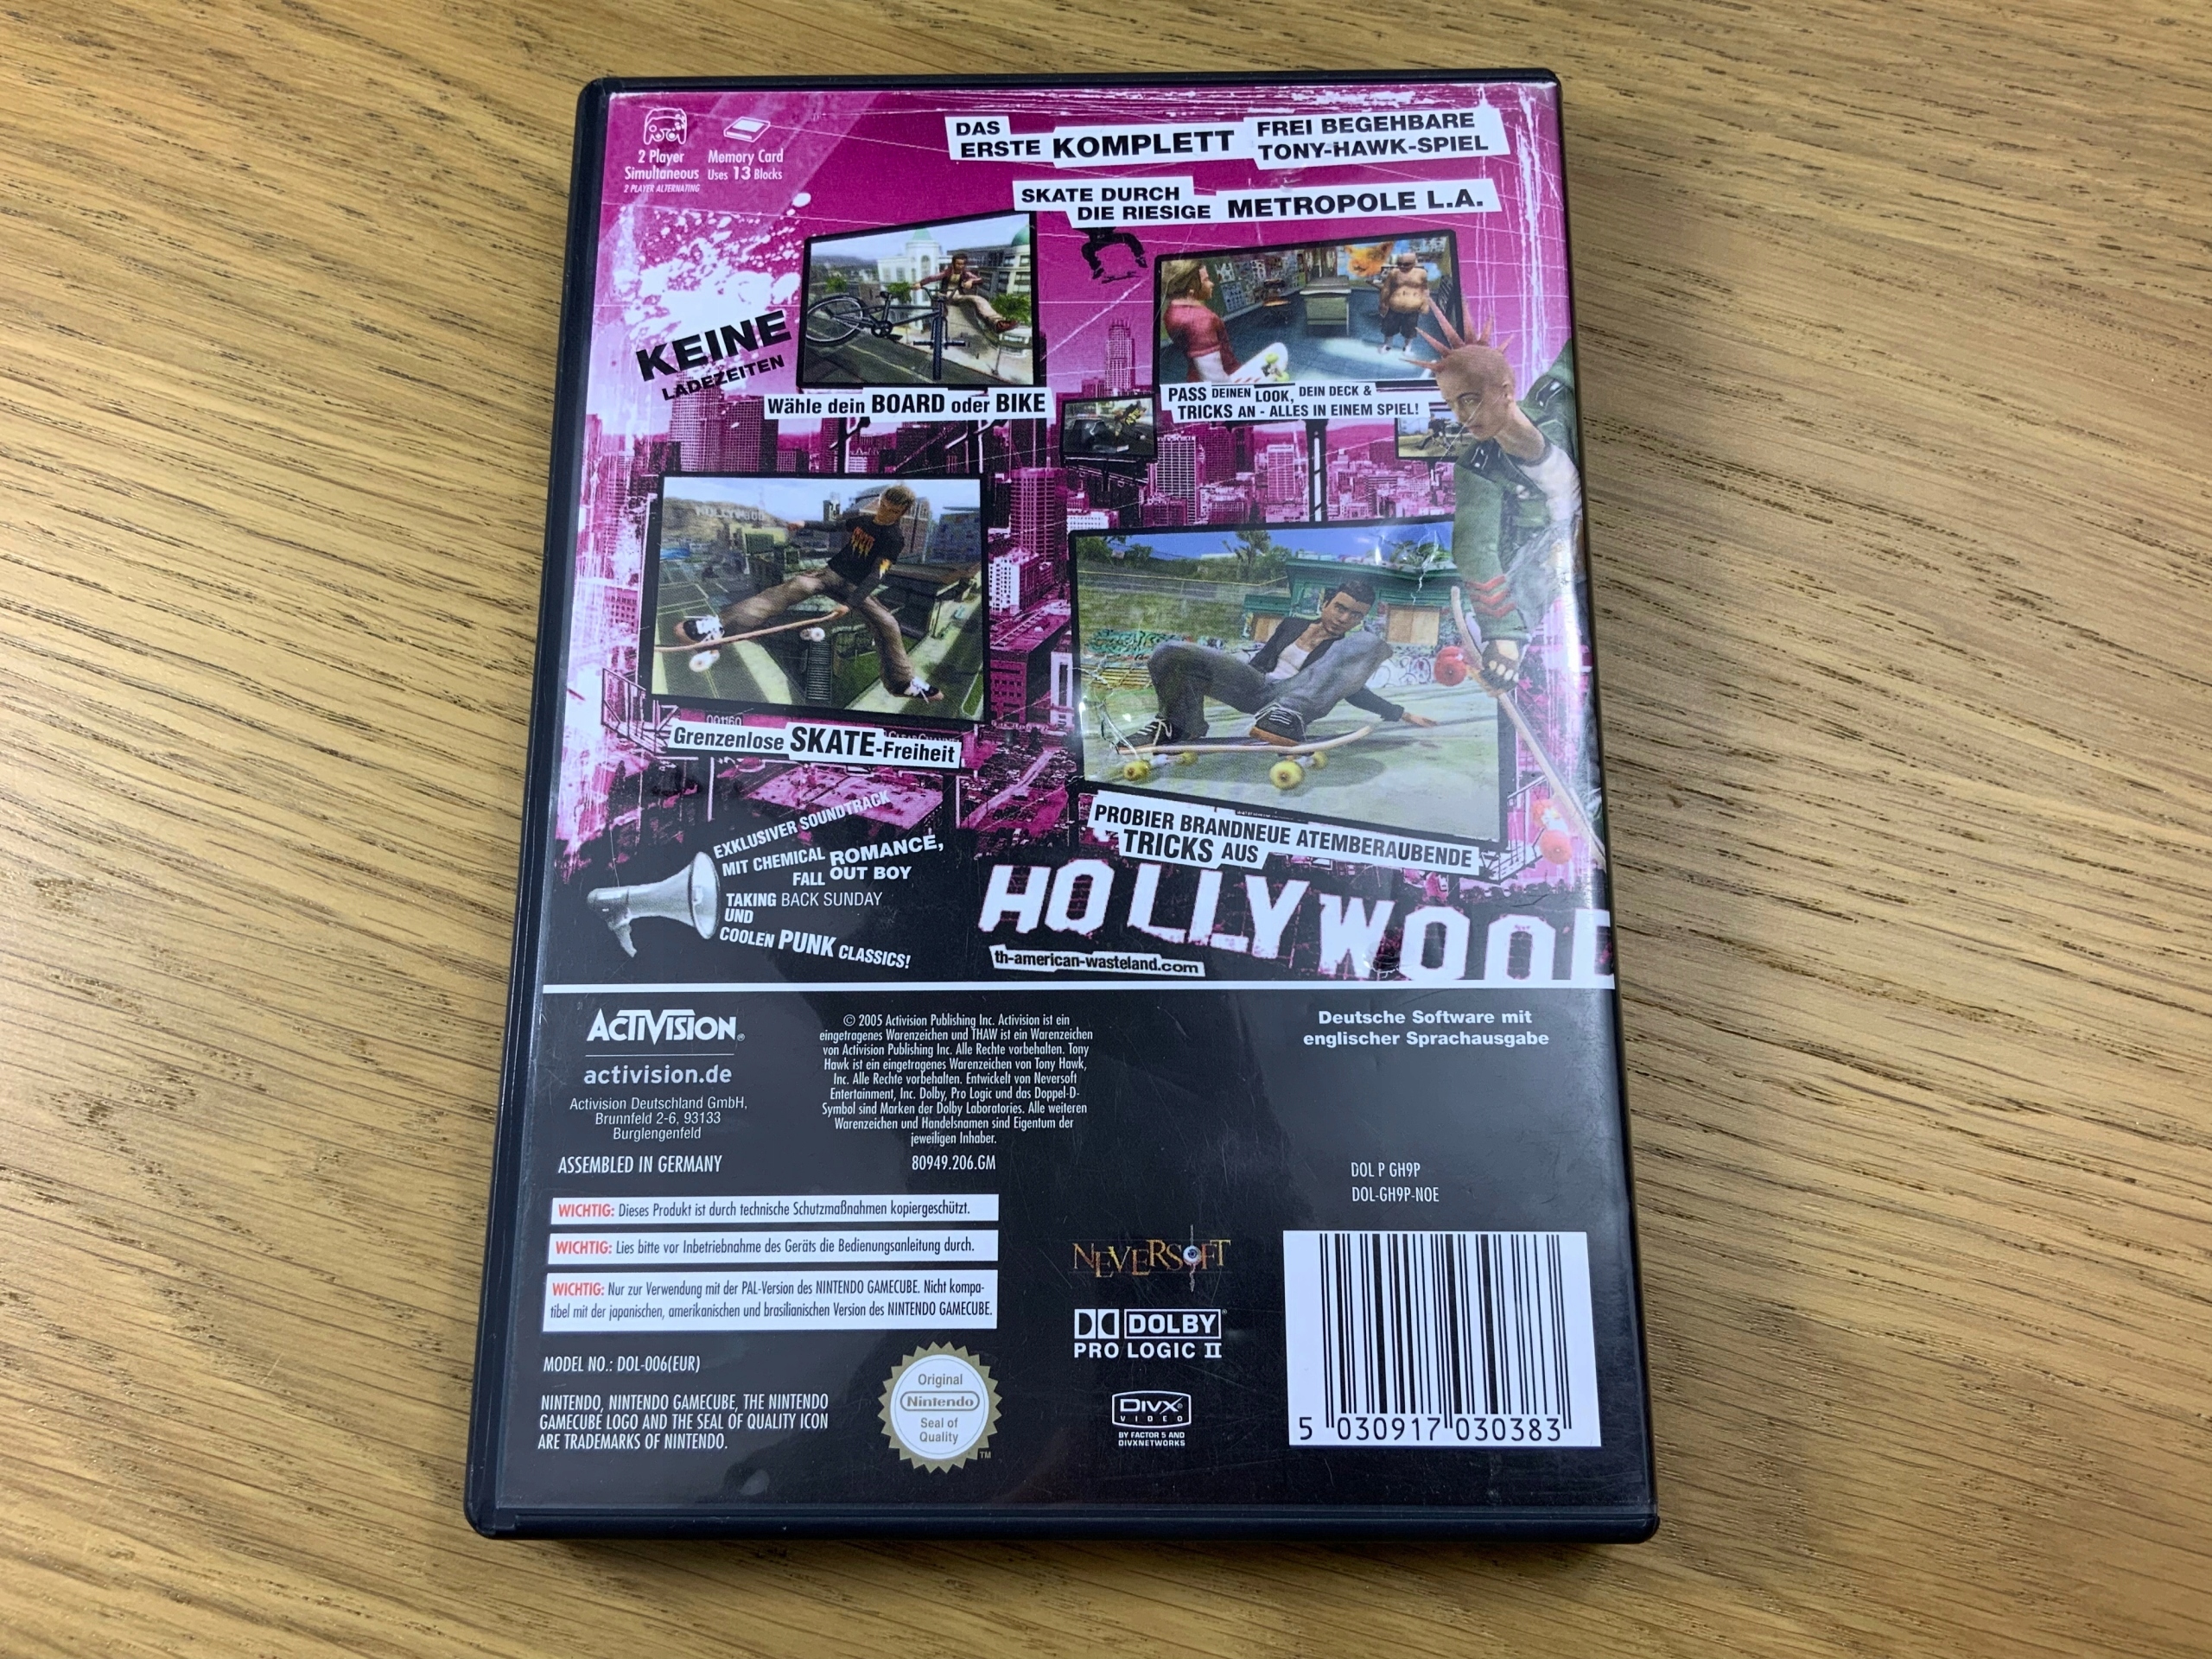 2 Player
Simultaneous
2 PLAYER ALTERNATING
Memory Card
Uses 13 Blocks
DAS
ERSTE KOMPLETT FREI BEGEHBARE
TONY-HAWK-SPIEL
SKATE DURCH
DIE RIESIGE METROPOLE L.A.
KEINE
LADEZEITEN
Wähle dein BOARD oder BIKE
PASS DEINEN LOOK, DEIN DECK &
TRICKS AN - ALLES IN EINEM SPIEL!
HOLLYWOOD
001160
CLEARCHANNEL
Grenzenlose SKATE-Freiheit
PROBIER BRANDNEUE ATEMBERAUBENDE
TRICKS AUS
EXKLUSIVER SOUNDTRACK
MIT CHEMICAL ROMANCE,
FALL OUT BOY
TAKING BACK SUNDAY
UND
COOLEN PUNK CLASSICS!
HOLLYWOOD
th-american-wasteland.com
ACTIVISION®
activision.de
Activision Deutschland GmbH,
Brunnfeld 2-6, 93133
Burglengenfeld
ASSEMBLED IN GERMANY
© 2005 Activision Publishing Inc. Activision ist ein
eingetragenes Warenzeichen und THAW ist ein Warenzeichen
von Activision Publishing Inc. Alle Rechte vorbehalten. Tony
Hawk ist ein eingetragenes Warenzeichen von Tony Hawk,
Inc. Alle Rechte vorbehalten. Entwickelt von Neversoft
Entertainment, Inc. Dolby, Pro Logic und das Doppel-D-
Symbol sind Marken der Dolby Laboratories. Alle weiteren
Warenzeichen und Handelsnamen sind Eigentum der
jeweiligen Inhaber.
80949.206.GM
Deutsche Software mit
englischer Sprachausgabe
DOL P GH9P
DOL-GH9P-NOE
WICHTIG: Dieses Produkt ist durch technische Schutzmaßnahmen kopiergeschützt.
WICHTIG: Lies bitte vor Inbetriebnahme des Geräts die Bedienungsanleitung durch.
WICHTIG: Nur zur Verwendung mit der PAL-Version des NINTENDO GAMECUBE. Nicht kompa-
tibel mit der japanischen, amerikanischen und brasilianischen Version des NINTENDO GAMECUBE.
MODEL NO.: DOL-006(EUR)
NINTENDO, NINTENDO GAMECUBE, THE NINTENDO
GAMECUBE LOGO AND THE SEAL OF QUALITY ICON
ARE TRADEMARKS OF NINTENDO.
Original
Nintendo
Seal of
Quality
TM
NEVERSOFT
DOLBY
PRO LOGIC II
DIVX
VIDEO
BY FACTOR 5 AND
DIVXNETWORKS
5 030917 030383